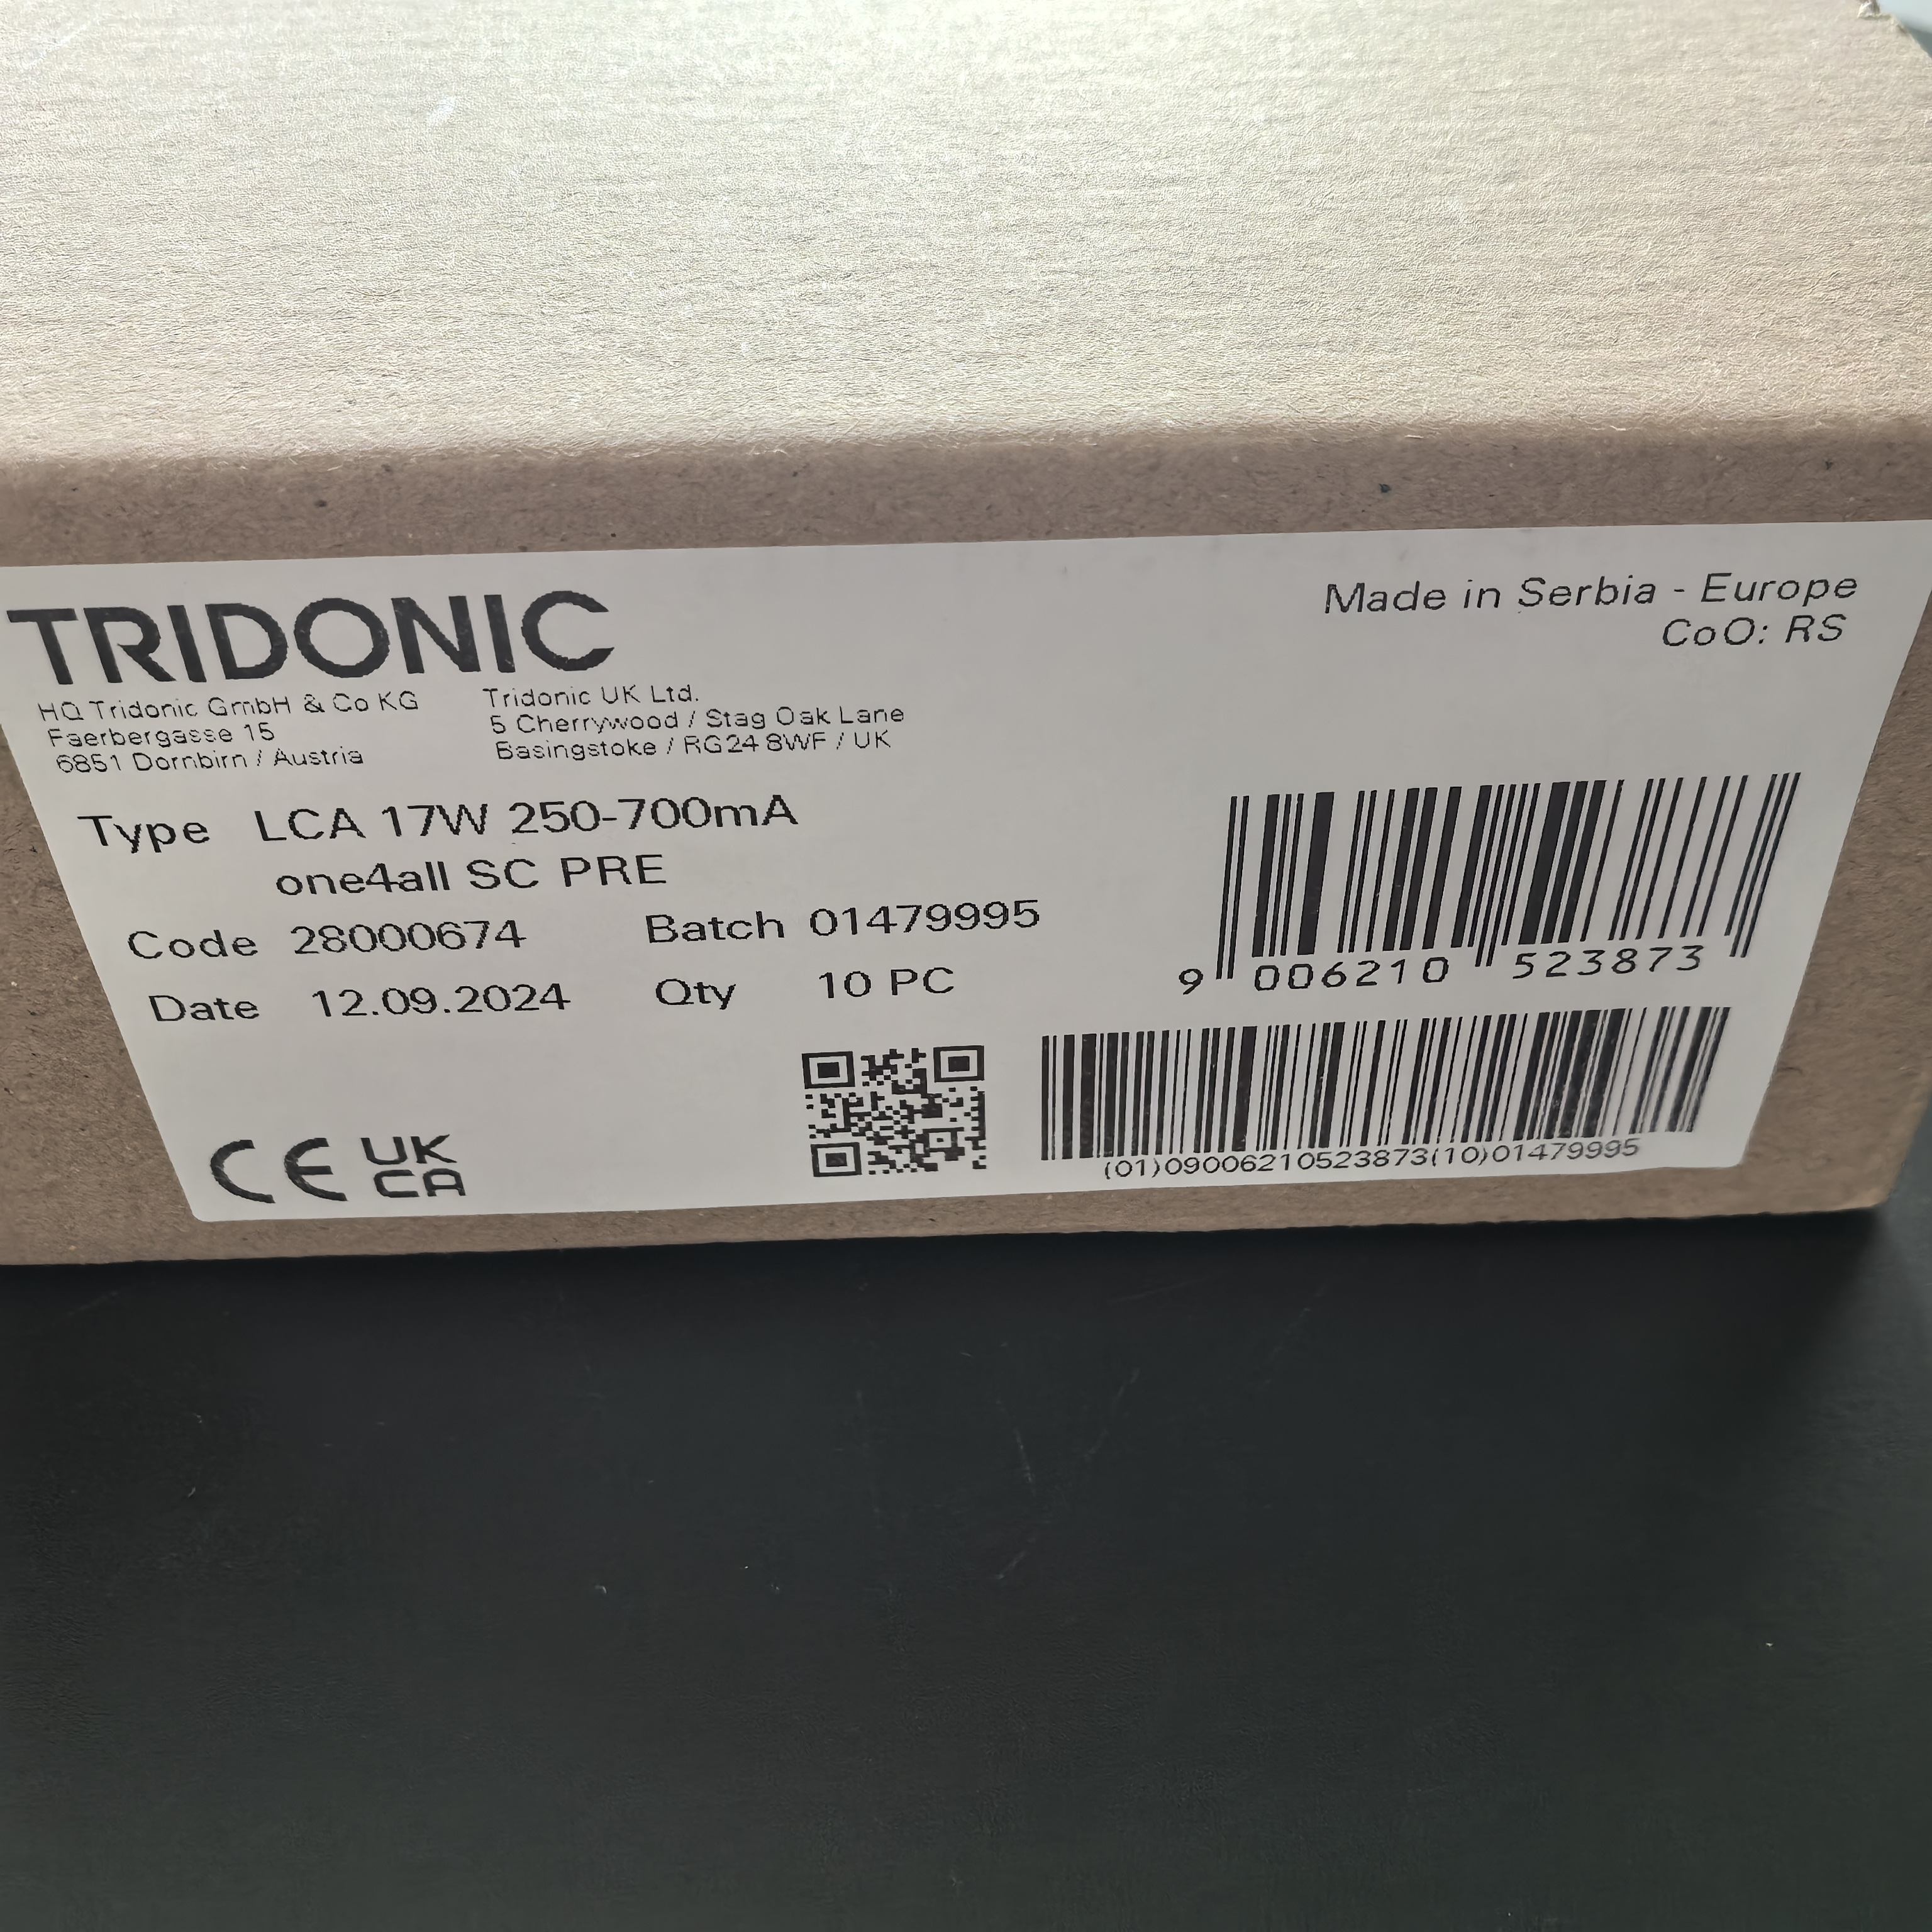 TRIDONIC
HQ Tridonic GmbH & Co KG
Faerbergasse 15
6851 Dornbirn / Austria
Tridonic UK Ltd.
5 Cherrywood / Stag Oak Lane
Basingstoke / RG24 8WF / UK
Made in Serbia - Europe
CoO: RS
Type LCA 17W 250-700mA
one4all SC PRE
Code 28000674 Batch 01479995
Date 12.09.2024 Qty 10 PC
9 006210 523873
(01)09006210523873(10)01479995
CE UK
CA